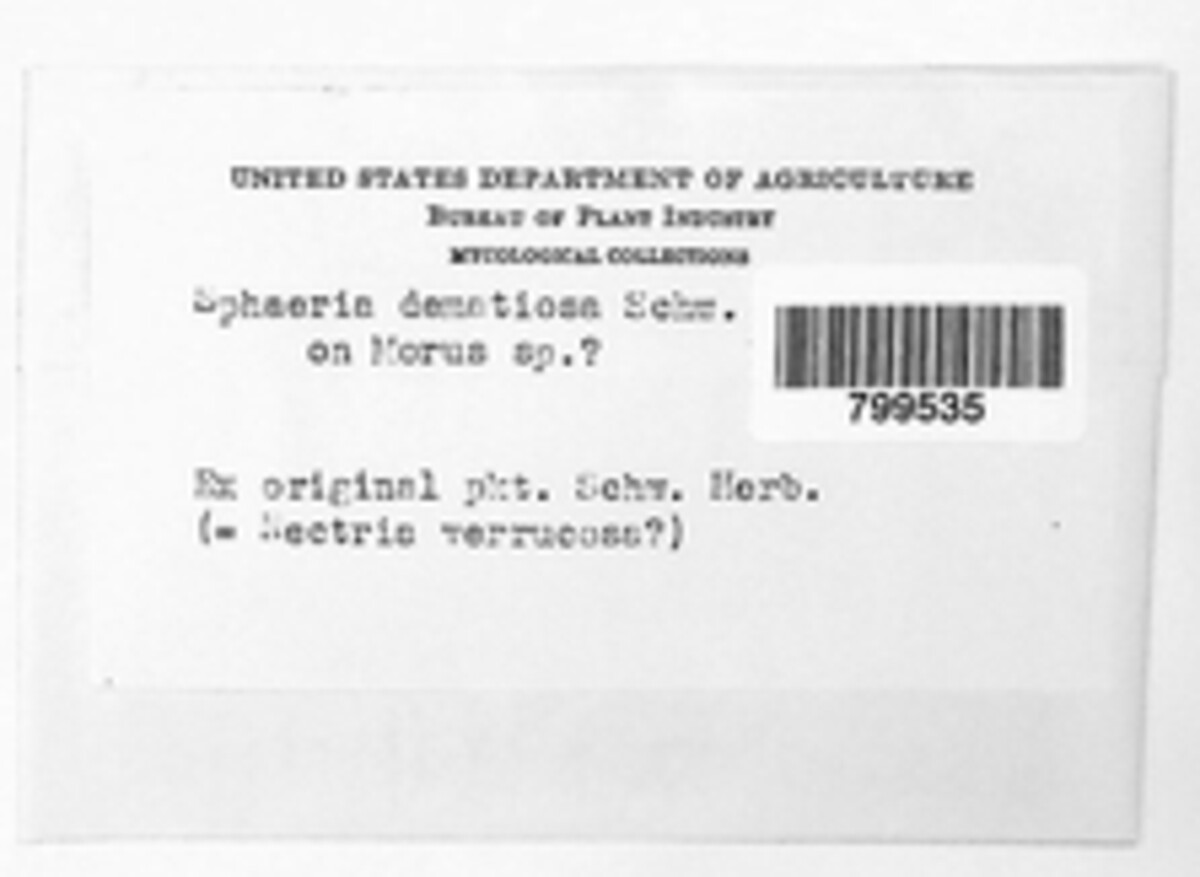 UNITED STATES DEPARTMENT OF AGRICULTURE
BUREAU OF PLANT INDUSTRY
MYCOLOGICAL COLLECTIONS
Sphaeria dematiosa Schw.
on Morus sp.?
799535
Ex original pkt. Schw. Herb.
(= Nectria verrucosa?)